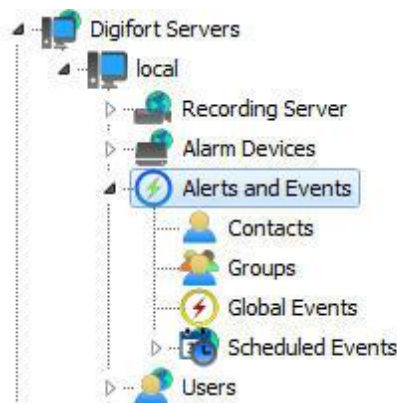 Digifort Servers
local
Recording Server
Alarm Devices
Alerts and Events
Contacts
Groups
Global Events
Scheduled Events
Users